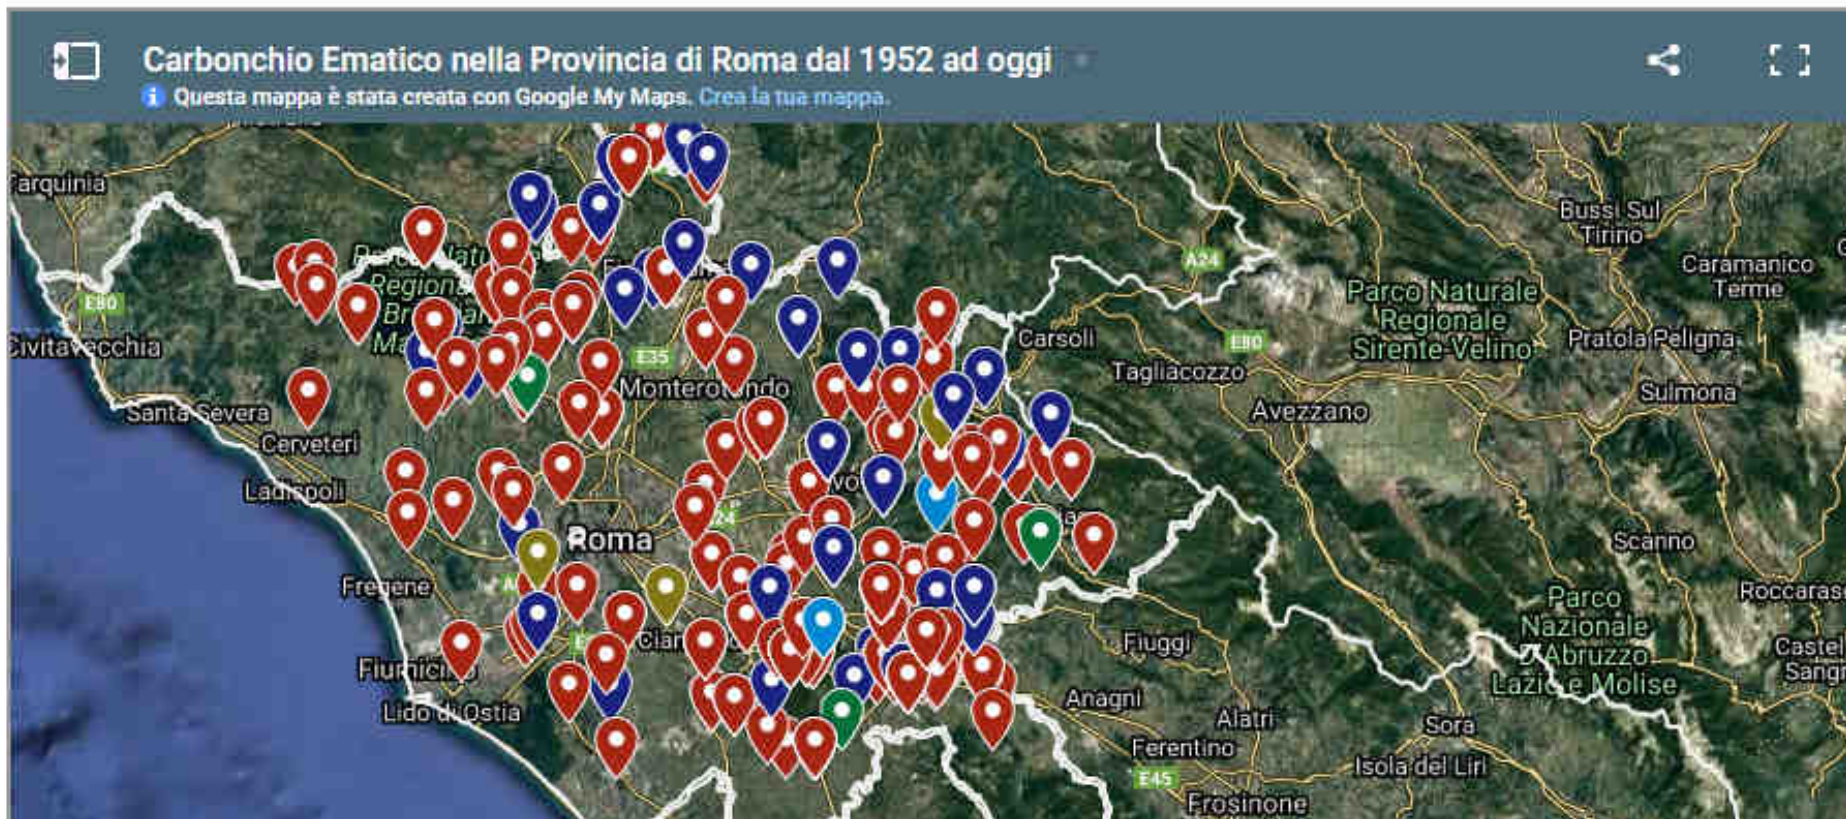 Carbonchio Ematico nella Provincia di Roma dal 1952 ad oggi
Questa mappa è stata creata con Google My Maps. Crea la tua mappa.
Tarquinia
Bussi Sul
Tirino
A24
Caramanico
Terme
E80
Parco Naturale
Regionale
Sirente-Velino
Civitavecchia
E35
Carsoli
E80
Pratola Peligna
Monterotondo
Tagliacozzo
Sulmona
Santa Severa
Avezzano
Cerveteri
Ladispoli
Roma
Scanno
Fregene
Parco
Nazionale
D'Abruzzo
Lazio e Molise
Fiuggi
Fiumicino
Lido di Ostia
Anagni
Alatri
Sora
Ferentino
E45
Isola del Liri
Frosinone